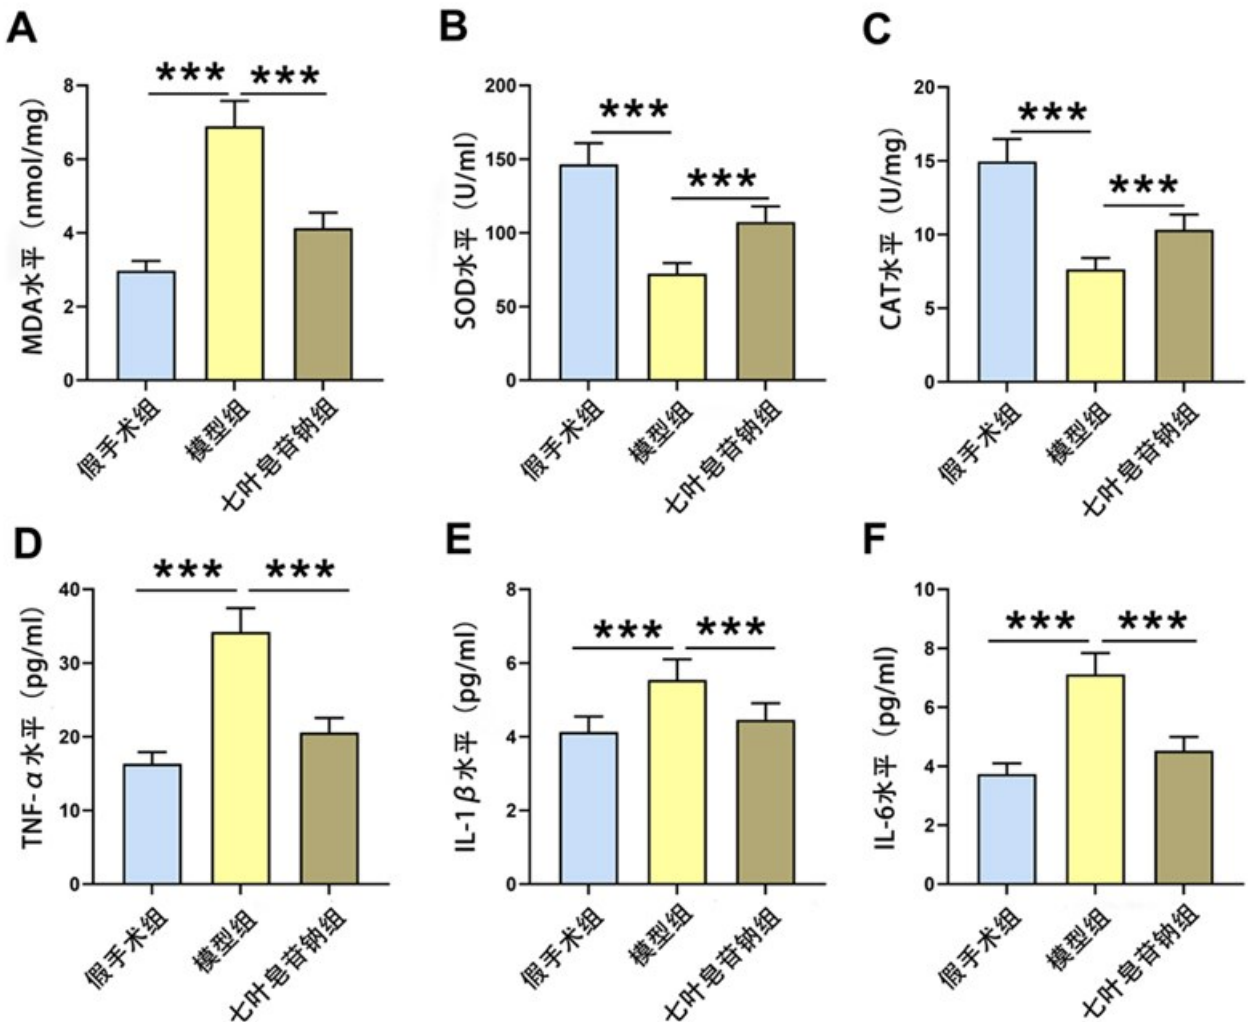 A
MDA水平（nmol/mg）
8
6
4
2
0
***
***
假手术组
模型组
七叶皂苷钠组
B
SOD水平（U/ml）
200
150
100
50
0
***
***
假手术组
模型组
七叶皂苷钠组
C
CAT水平（U/mg）
20
15
10
5
0
***
***
假手术组
模型组
七叶皂苷钠组
D
TNF-α水平（pg/ml）
40
30
20
10
0
***
***
假手术组
模型组
七叶皂苷钠组
E
IL-1β水平（pg/ml）
8
6
4
2
0
***
***
假手术组
模型组
七叶皂苷钠组
F
IL-6水平（pg/ml）
10
8
6
4
2
0
***
***
假手术组
模型组
七叶皂苷钠组